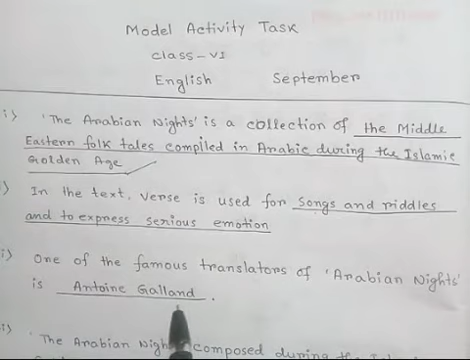 Model Activity Task
Class-VI
English September
i) 'The Arabian Nights' is a collection of the Middle
Eastern folk tales compiled in Arabic during the Islamic
Golden Age
i) In the text, verse is used for songs and riddles
and to express serious emotion
i) One of the famous translators of 'Arabian Nights'
is Antoine Galland.
i) 'The Arabian composed during the